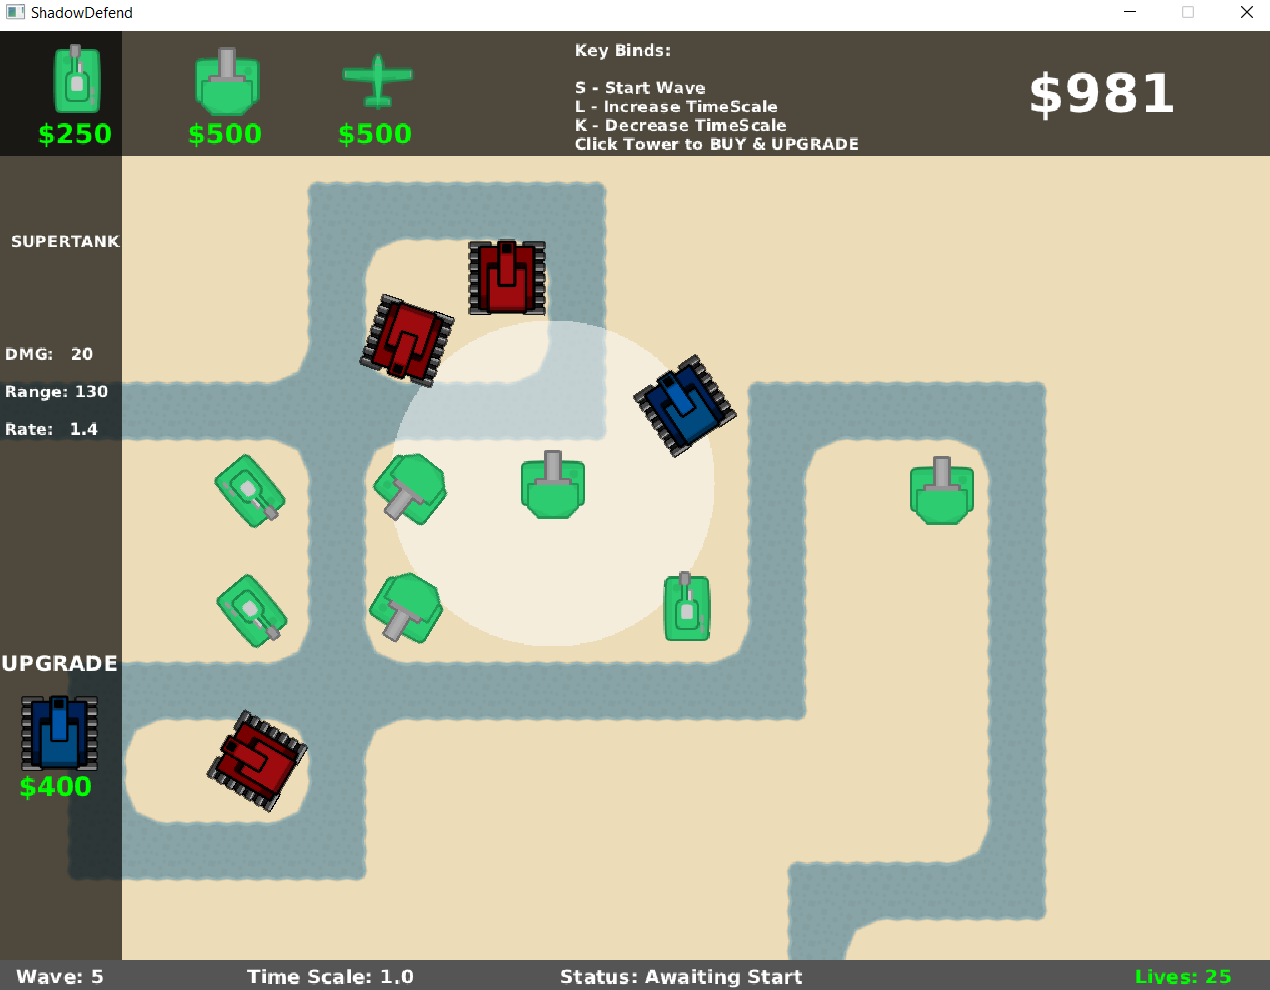 ShadowDefend
$250
$500
$500
Key Binds:
S - Start Wave
L - Increase TimeScale
K - Decrease TimeScale
Click Tower to BUY & UPGRADE
$981
SUPERTANK
DMG: 20
Range: 130
Rate: 1.4
UPGRADE
$400
Wave: 5
Time Scale: 1.0
Status: Awaiting Start
Lives: 25